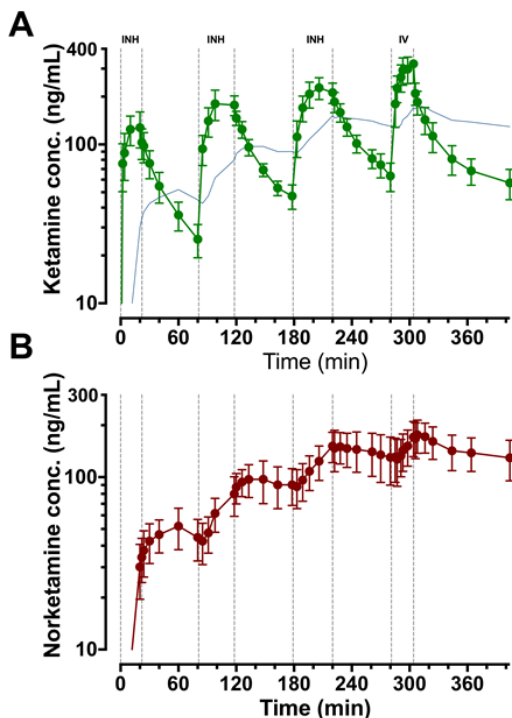 A
INH INH INH IV
Ketamine conc. (ng/mL)
400
100
10
0 60 120 180 240 300 360
Time (min)
B
Norketamine conc. (ng/mL)
300
100
10
0 60 120 180 240 300 360
Time (min)